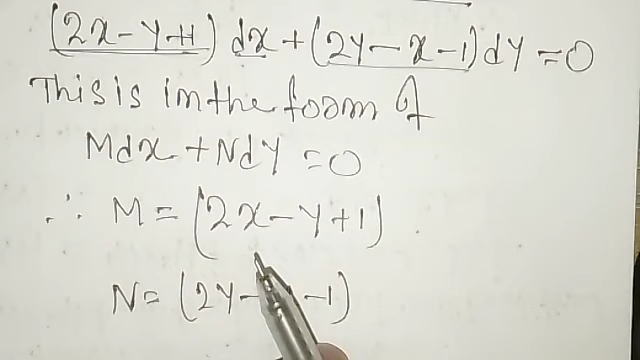 (2x-y+1) dx+(2y-x-1)dy=0
This is in the form of
Mdx+Ndy=0
∴ M=(2x-y+1)
N=(2y- -1)